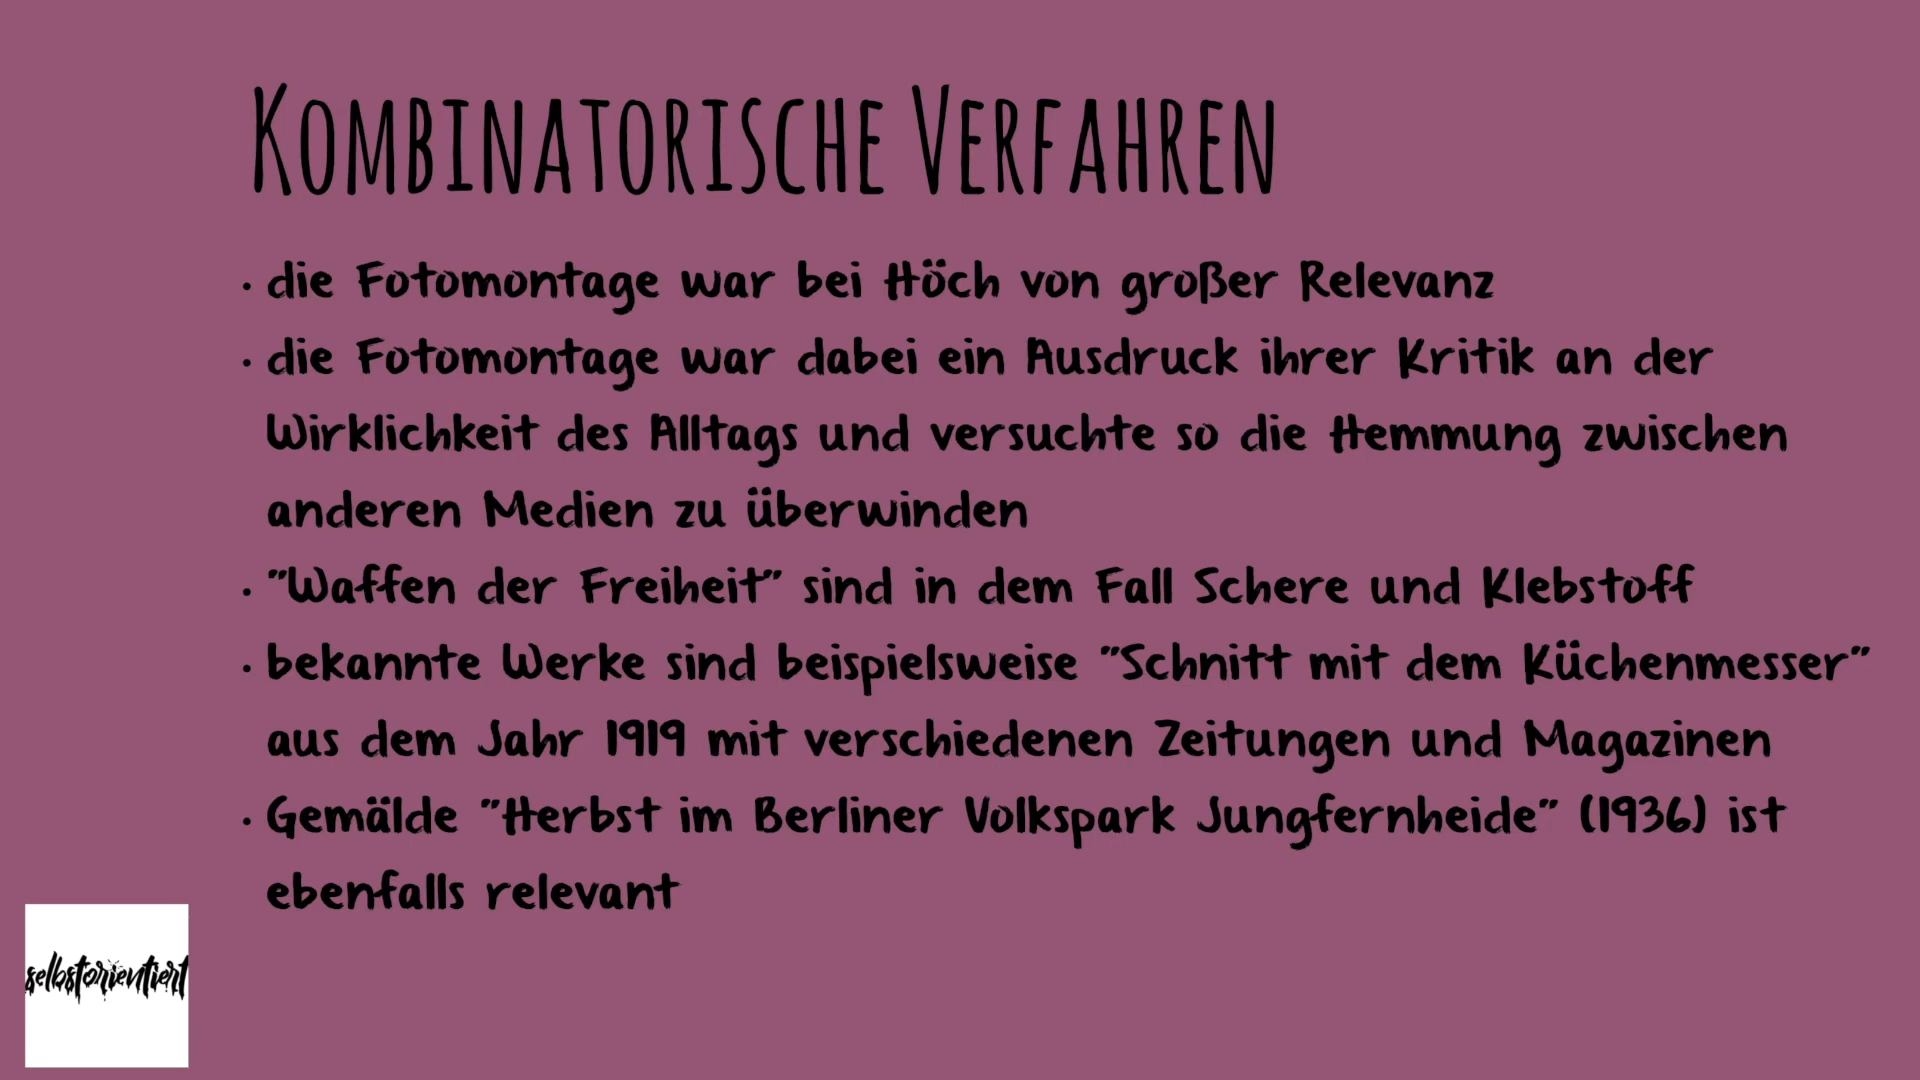 Kombinatorische Verfahren
• die Fotomontage war bei Höch von großer Relevanz
• die Fotomontage war dabei ein Ausdruck ihrer Kritik an der
Wirklichkeit des Alltags und versuchte so die Hemmung zwischen
anderen Medien zu überwinden
• "Waffen der Freiheit" sind in dem Fall Schere und Klebstoff
• bekannte Werke sind beispielsweise "Schnitt mit dem Küchenmesser"
aus dem Jahr 1919 mit verschiedenen Zeitungen und Magazinen
• Gemälde "Herbst im Berliner Volkspark Jungfernheide" (1936) ist
ebenfalls relevant
selbstorientiert